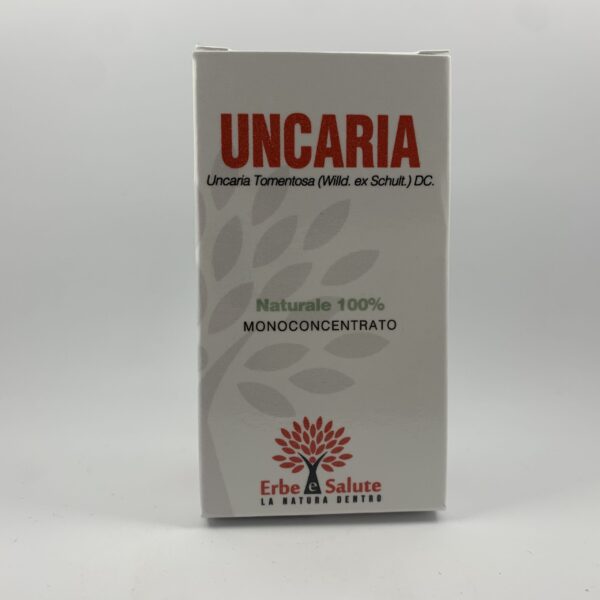 UNCARIA
Uncaria Tomentosa (Willd. ex Schult.) DC.
Naturale 100%
MONOCONCENTRATO
Erbe e Salute
LA NATURA DENTRO